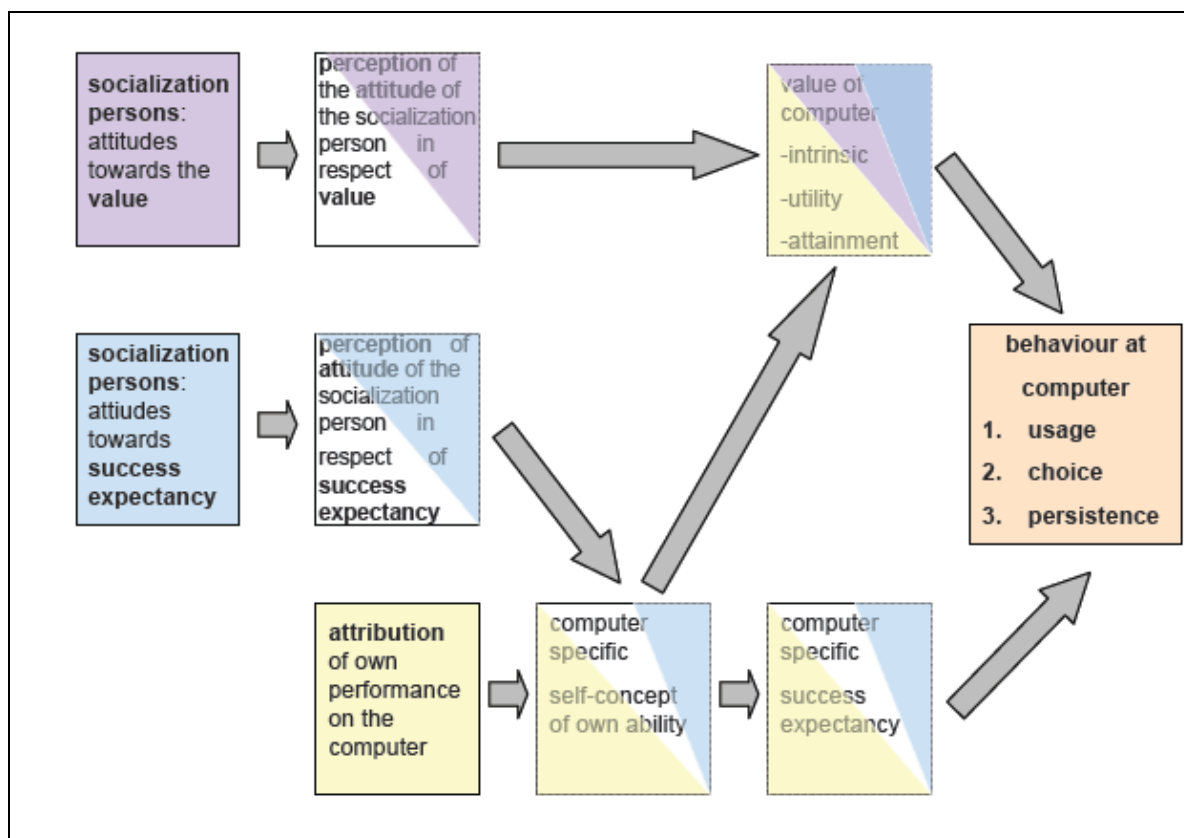 socialization
persons:
attitudes
towards the
value
perception of
the attitude of
the socialization
person in
respect of
value
value of
computer
-intrinsic
-utility
-attainment
socialization
persons:
attiudes
towards
success
expectancy
perception of
attitude of the
socialization
person in
respect of
success
expectancy
behaviour at
computer
1. usage
2. choice
3. persistence
attribution
of own
performance
on the
computer
computer
specific
self-concept
of own ability
computer
specific
success
expectancy